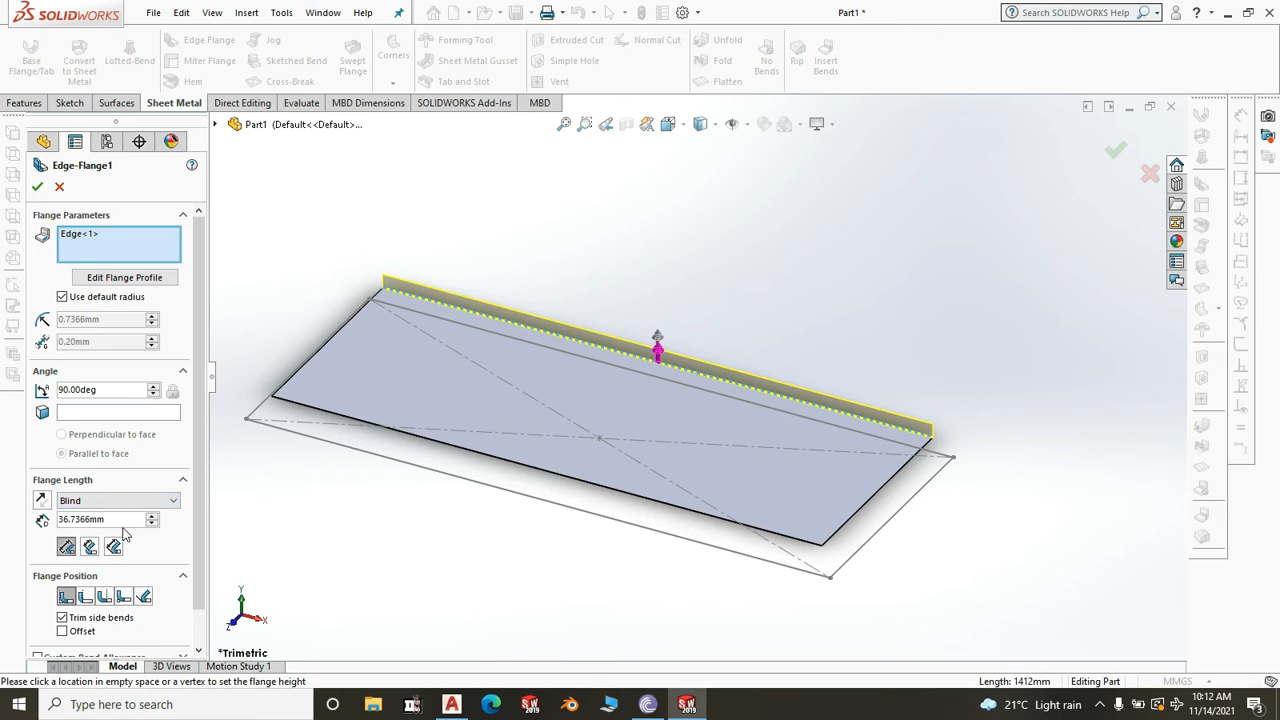 SOLIDWORKS
File Edit View Insert Tools Window
Part1 *
Search SOLIDWORKS Help
Base Flange/Tab
Convert to Sheet Metal
Lofted-Bend
Edge Flange
Miter Flange
Hem
Jog
Sketched Bend
Cross-Break
Swept Flange
Corners
Forming Tool
Sheet Metal Gusset
Tab and Slot
Extruded Cut
Simple Hole
Vent
Normal Cut
Unfold
Fold
Flatten
No Bends
Rip
Insert Bends
Features Sketch Surfaces Sheet Metal Direct Editing Evaluate MBD Dimensions SOLIDWORKS Add-Ins MBD
Part1 (Default<<Default>...
Edge-Flange1
Flange Parameters
Edge<1>
Edit Flange Profile
Use default radius
0.7366mm
0.20mm
Angle
90.00deg
Perpendicular to face
Parallel to face
Flange Length
Blind
36.7366mm
Flange Position
Trim side bends
Offset
Custom Bend Allowance
Y
X
Z
*Trimetric
Model 3D Views Motion Study 1
Please click a location in empty space or a vertex to set the flange height
Length: 1412mm
Editing Part
MMGS
Type here to search
21°C Light rain
10:12 AM
11/14/2021